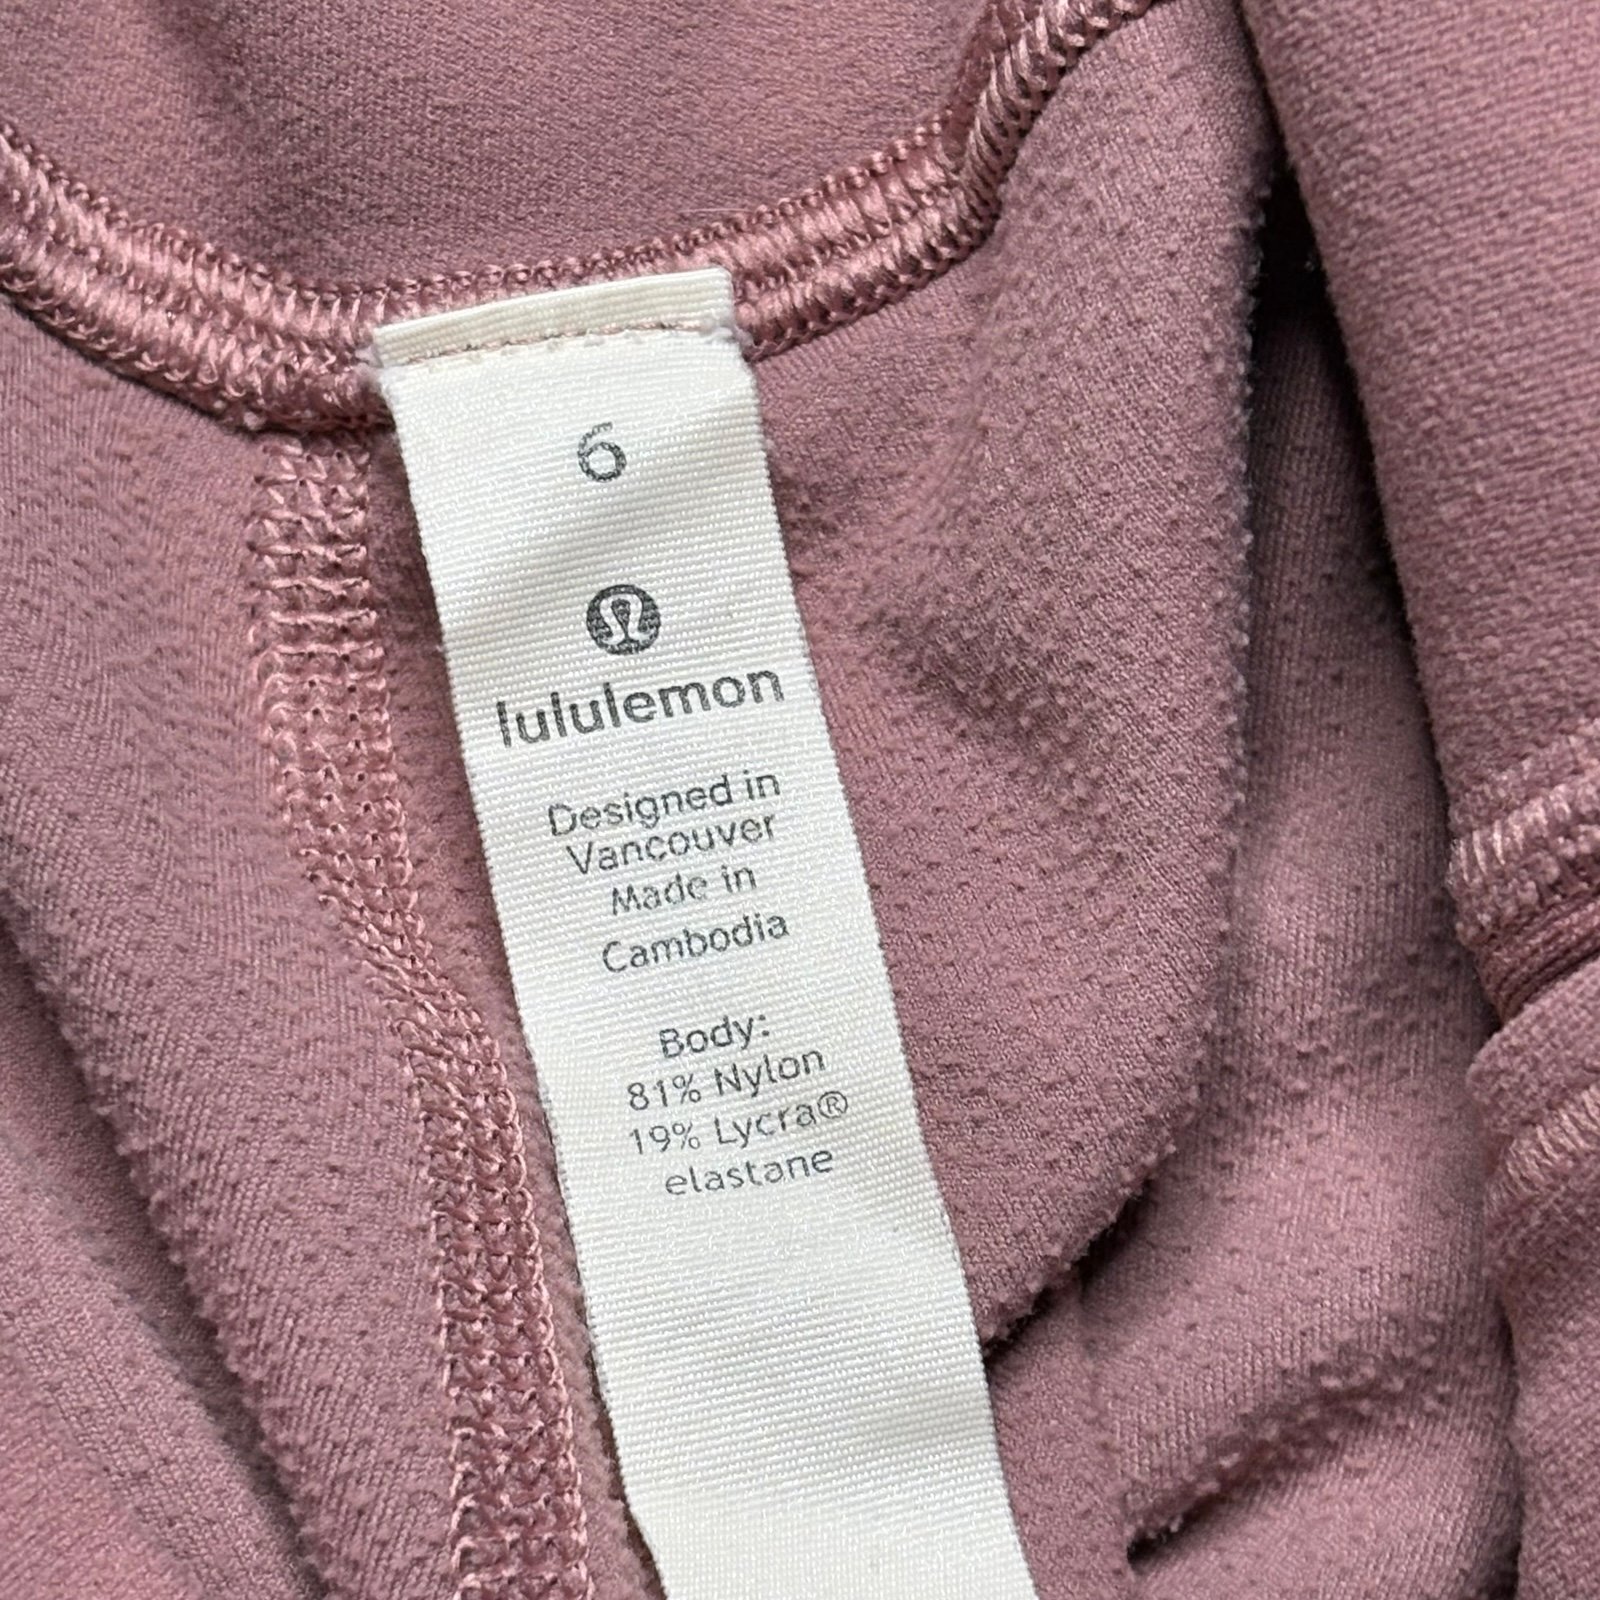 6
lululemon
Designed in
Vancouver
Made in
Cambodia
Body:
81% Nylon
19% Lycra®
elastane